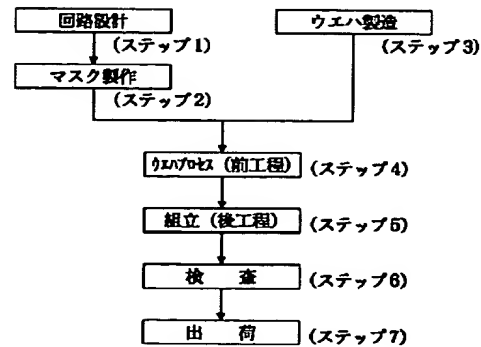 回路設計
(ステップ1)
ウエハ製造
(ステップ3)
マスク製作
(ステップ2)
ウエハプロセス (前工程)
(ステップ4)
組立 (後工程)
(ステップ5)
検 査
(ステップ6)
出 荷
(ステップ7)